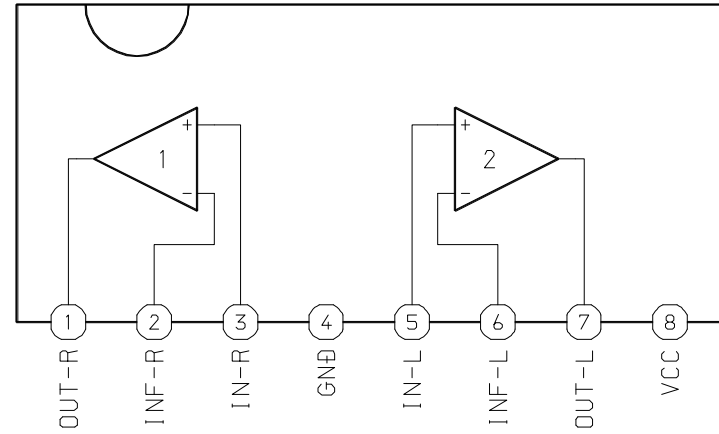 + +
1 2
− −
1 2 3 4 5 6 7 8
OUT-R
INF-R
IN-R
GND
IN-L
INF-L
OUT-L
VCC